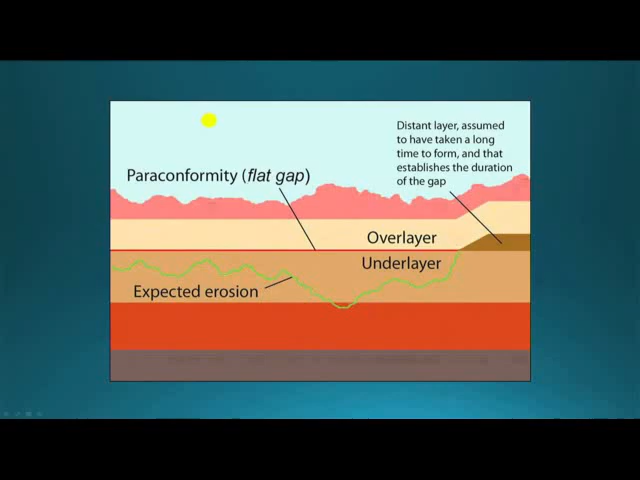 Distant layer, assumed
to have taken a long
time to form, and that
establishes the duration
of the gap
Paraconformity (flat gap)
Overlayer
Underlayer
Expected erosion